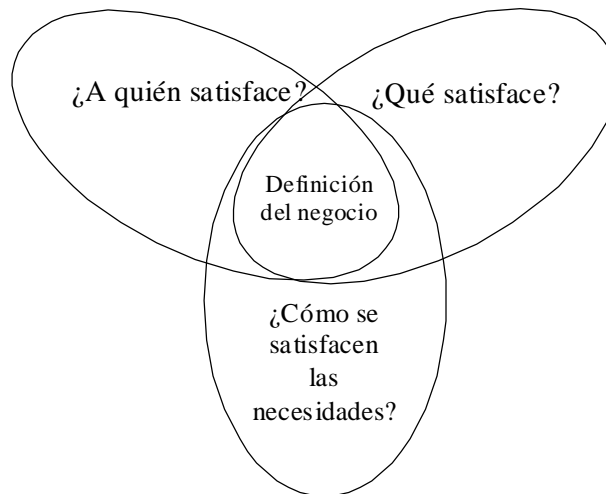 ¿A quién satisface?
¿Qué satisface?
Definición
del negocio
¿Cómo se
satisfacen
las
necesidades?